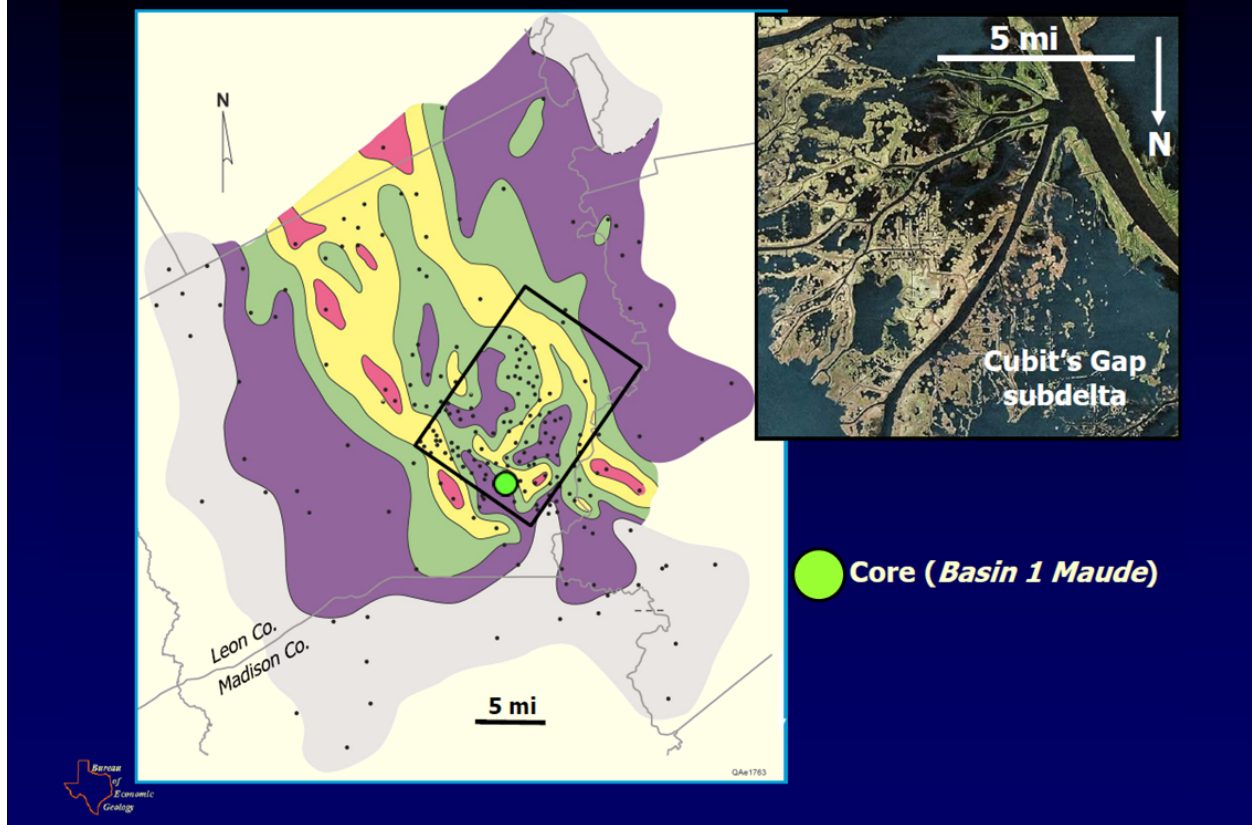 N
Leon Co.
Madison Co.
5 mi
QAe1763
5 mi
N
Cubit's Gap
subdelta
Core (Basin 1 Maude)
Bureau
of
Economic
Geology